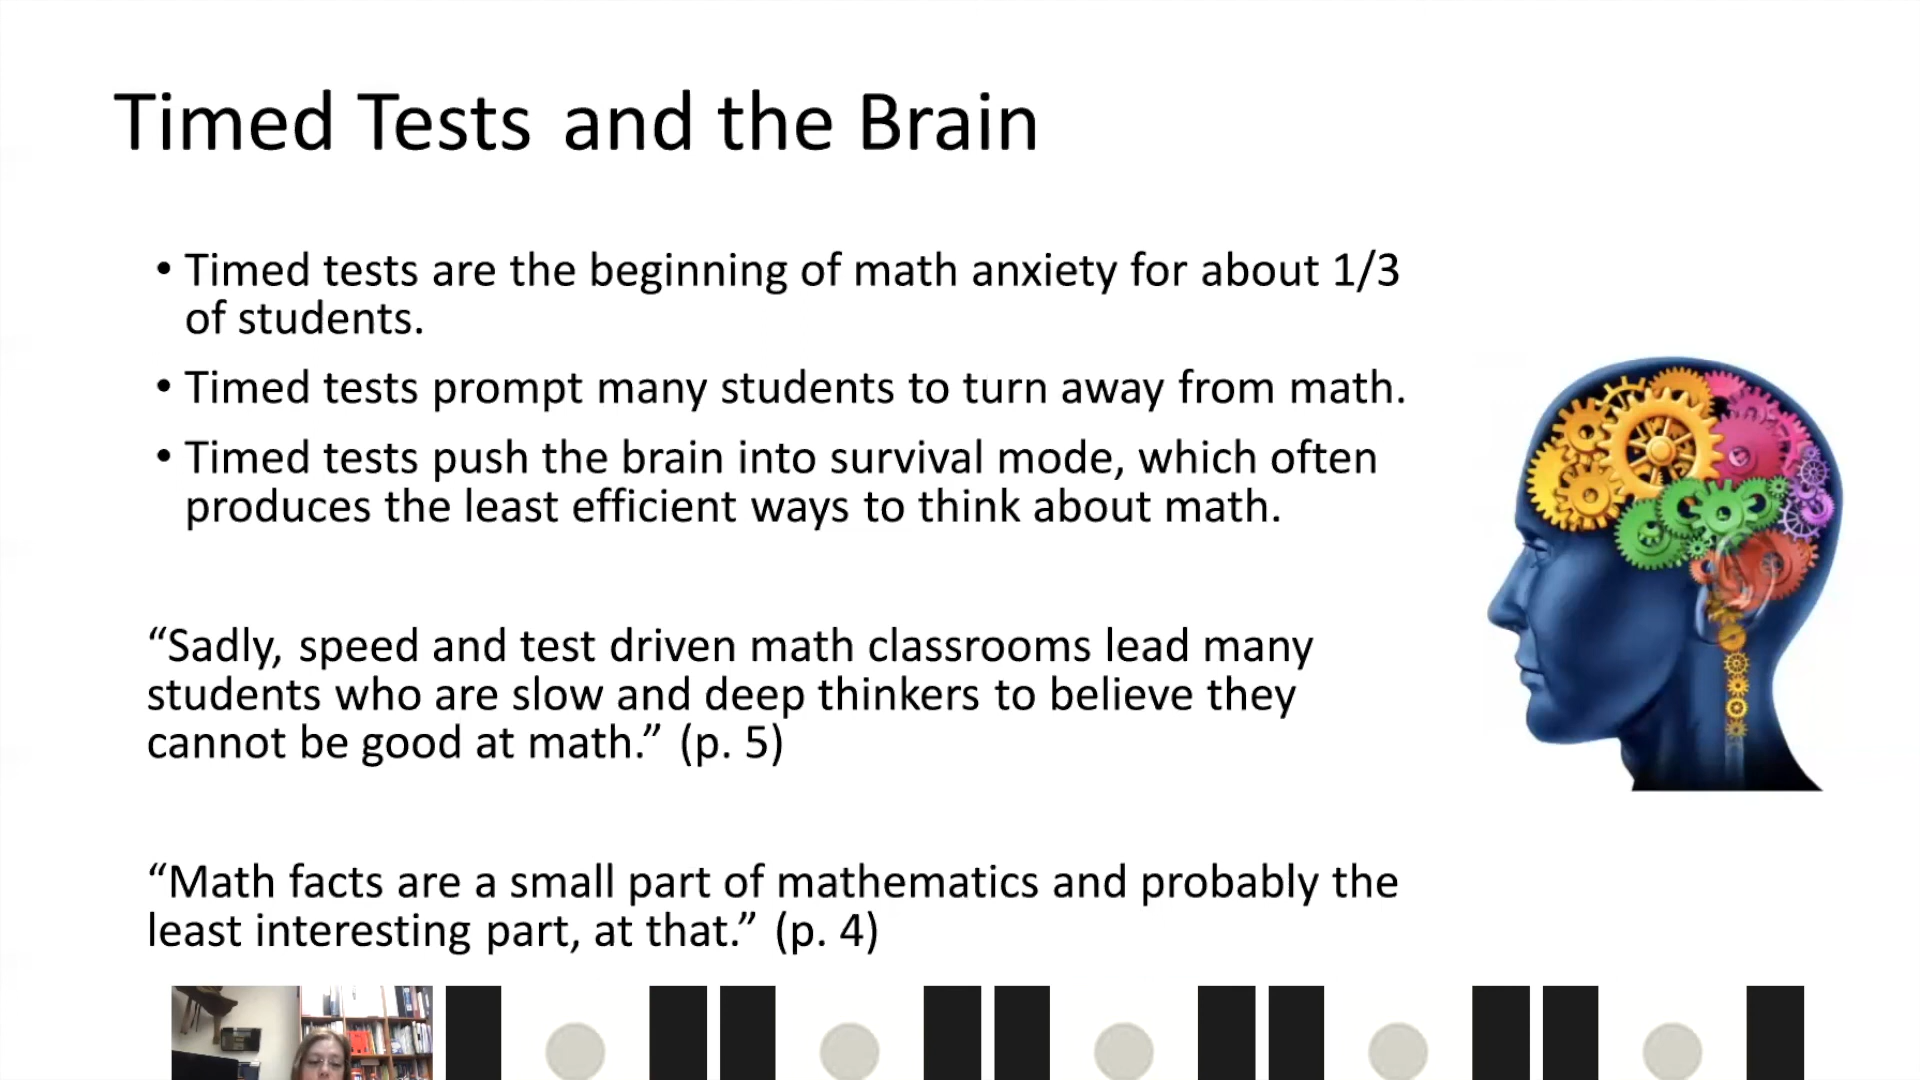 Timed Tests and the Brain
• Timed tests are the beginning of math anxiety for about 1/3
of students.
• Timed tests prompt many students to turn away from math.
• Timed tests push the brain into survival mode, which often
produces the least efficient ways to think about math.
“Sadly, speed and test driven math classrooms lead many
students who are slow and deep thinkers to believe they
cannot be good at math.” (p. 5)
“Math facts are a small part of mathematics and probably the
least interesting part, at that.” (p. 4)